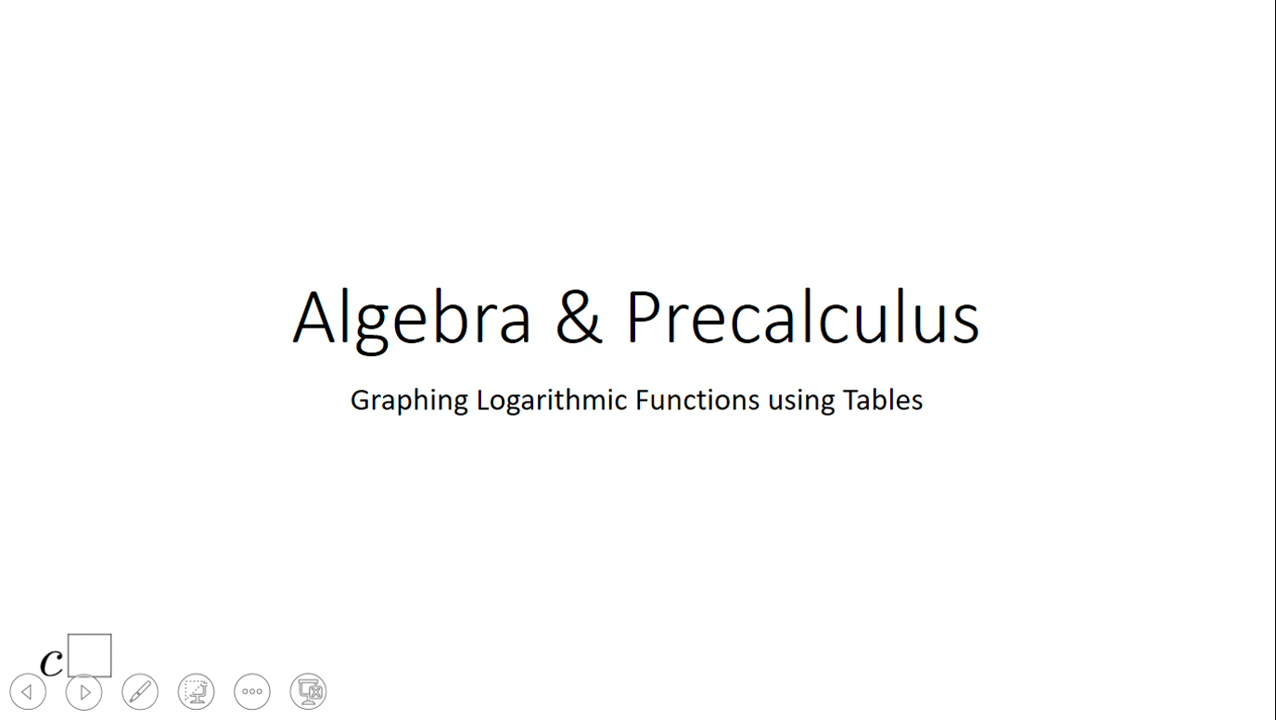 Algebra & Precalculus
Graphing Logarithmic Functions using Tables
c